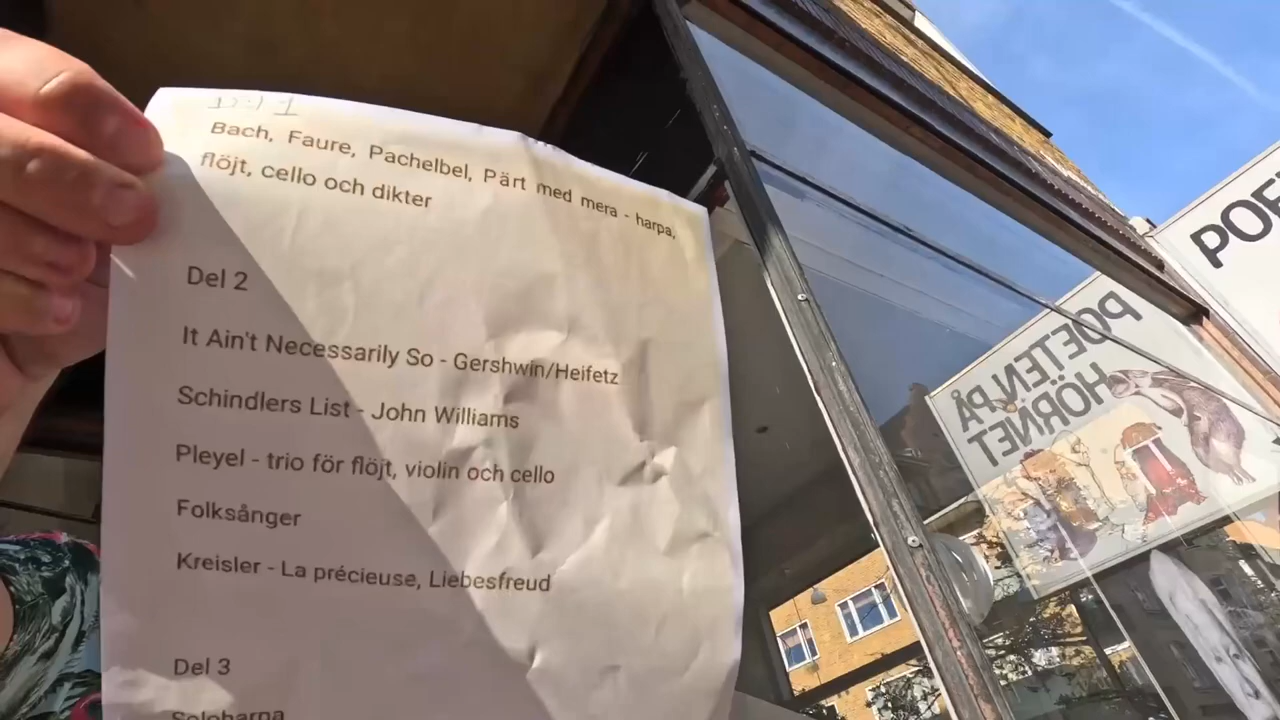 Del 1
Bach, Faure, Pachelbel, Pärt med mera - harpa,
flöjt, cello och dikter
Del 2
It Ain't Necessarily So - Gershwin/Heifetz
Schindlers List - John Williams
Pleyel - trio för flöjt, violin och cello
Folksånger
Kreisler - La précieuse, Liebesfreud
Del 3
Soloharpa
POETEN PÅ
HÖRNET
POE